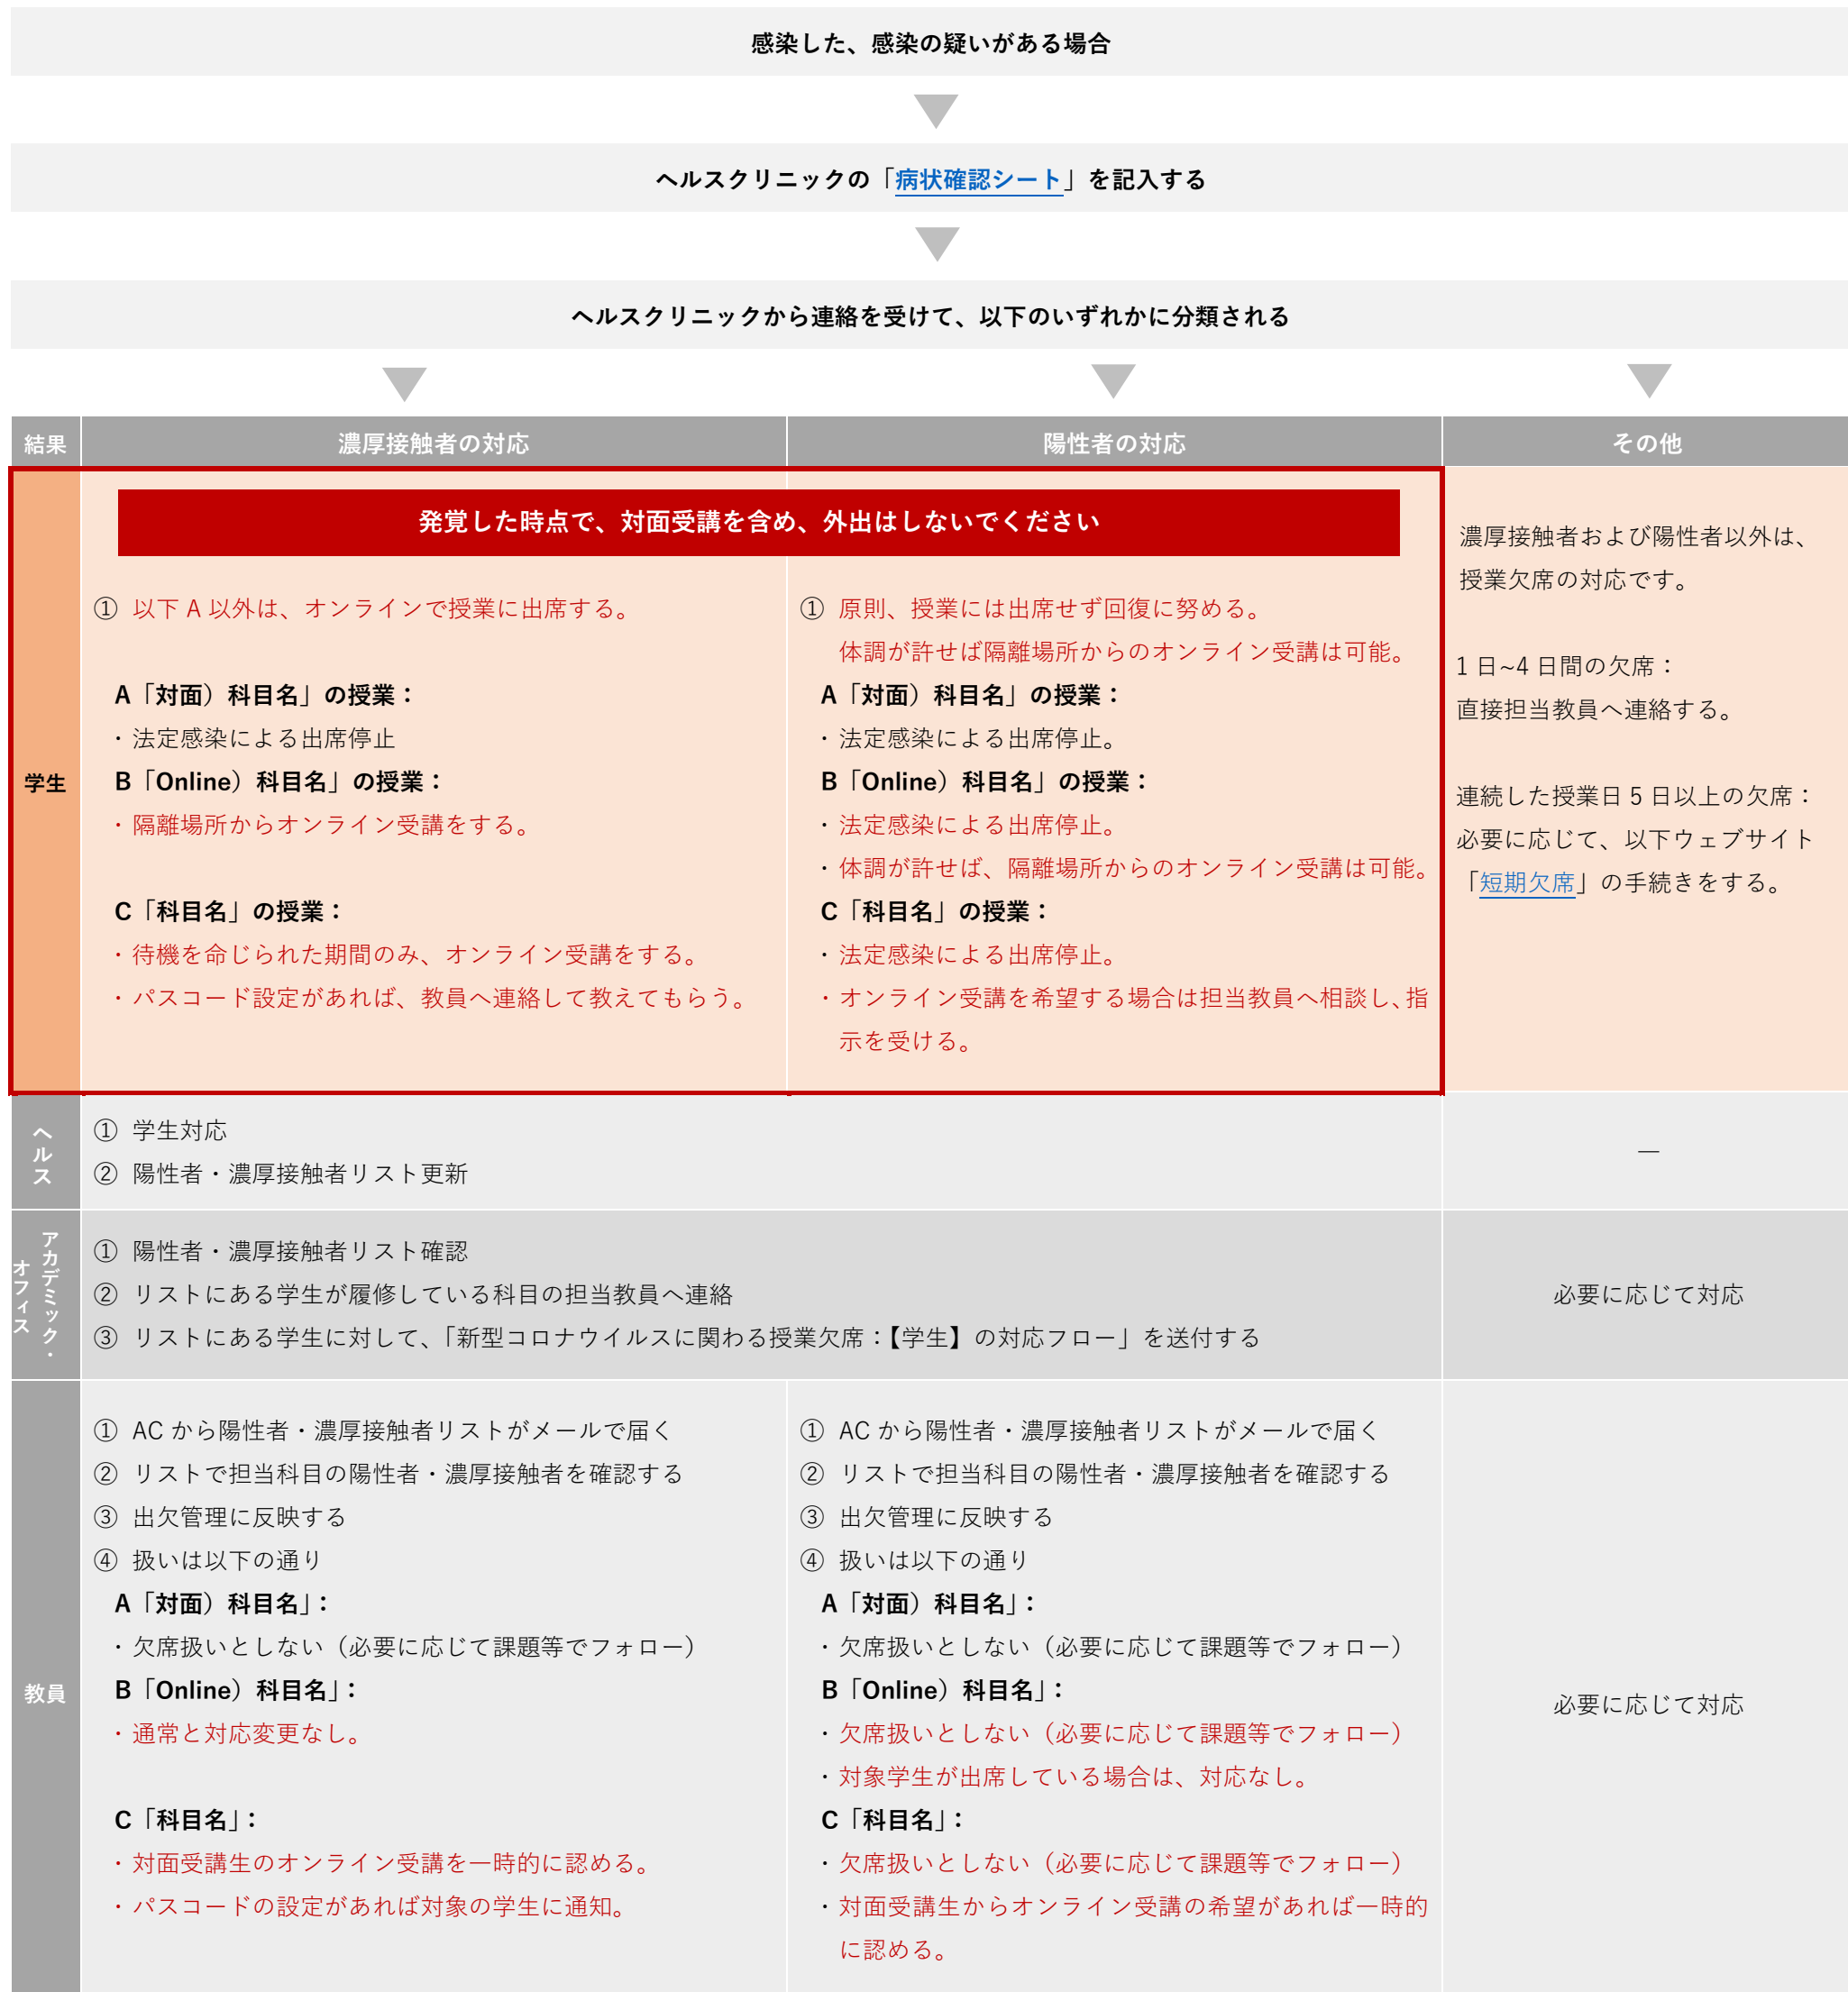 感染した、感染の疑いがある場合
ヘルスクリニックの「病状確認シート」を記入する
ヘルスクリニックから連絡を受けて、以下のいずれかに分類される
結果
濃厚接触者の対応
陽性者の対応
その他
学生
発覚した時点で、対面受講を含め、外出はしないでください
① 以下 A 以外は、オンラインで授業に出席する。
A「対面）科目名」の授業：
・法定感染による出席停止
B「Online）科目名」の授業：
・隔離場所からオンライン受講をする。
C「科目名」の授業：
・待機を命じられた期間のみ、オンライン受講をする。
・パスコード設定があれば、教員へ連絡して教えてもらう。
① 原則、授業には出席せず回復に努める。
体調が許せば隔離場所からのオンライン受講は可能。
A「対面）科目名」の授業：
・法定感染による出席停止。
B「Online）科目名」の授業：
・法定感染による出席停止。
・体調が許せば、隔離場所からのオンライン受講は可能。
C「科目名」の授業：
・法定感染による出席停止。
・オンライン受講を希望する場合は担当教員へ相談し、指
示を受ける。
濃厚接触者および陽性者以外は、
授業欠席の対応です。
1 日~4 日間の欠席：
直接担当教員へ連絡する。
連続した授業日 5 日以上の欠席：
必要に応じて、以下ウェブサイト
「短期欠席」の手続きをする。
ヘルス
① 学生対応
② 陽性者・濃厚接触者リスト更新
―
アカデミック・
オフィス
① 陽性者・濃厚接触者リスト確認
② リストにある学生が履修している科目の担当教員へ連絡
③ リストにある学生に対して、「新型コロナウイルスに関わる授業欠席：【学生】の対応フロー」を送付する
必要に応じて対応
教員
① AC から陽性者・濃厚接触者リストがメールで届く
② リストで担当科目の陽性者・濃厚接触者を確認する
③ 出欠管理に反映する
④ 扱いは以下の通り
A「対面）科目名」：
・欠席扱いとしない（必要に応じて課題等でフォロー）
B「Online）科目名」：
・通常と対応変更なし。
C「科目名」：
・対面受講生のオンライン受講を一時的に認める。
・パスコードの設定があれば対象の学生に通知。
① AC から陽性者・濃厚接触者リストがメールで届く
② リストで担当科目の陽性者・濃厚接触者を確認する
③ 出欠管理に反映する
④ 扱いは以下の通り
A「対面）科目名」：
・欠席扱いとしない（必要に応じて課題等でフォロー）
B「Online）科目名」：
・欠席扱いとしない（必要に応じて課題等でフォロー）
・対象学生が出席している場合は、対応なし。
C「科目名」：
・欠席扱いとしない（必要に応じて課題等でフォロー）
・対面受講生からオンライン受講の希望があれば一時的
に認める。
必要に応じて対応